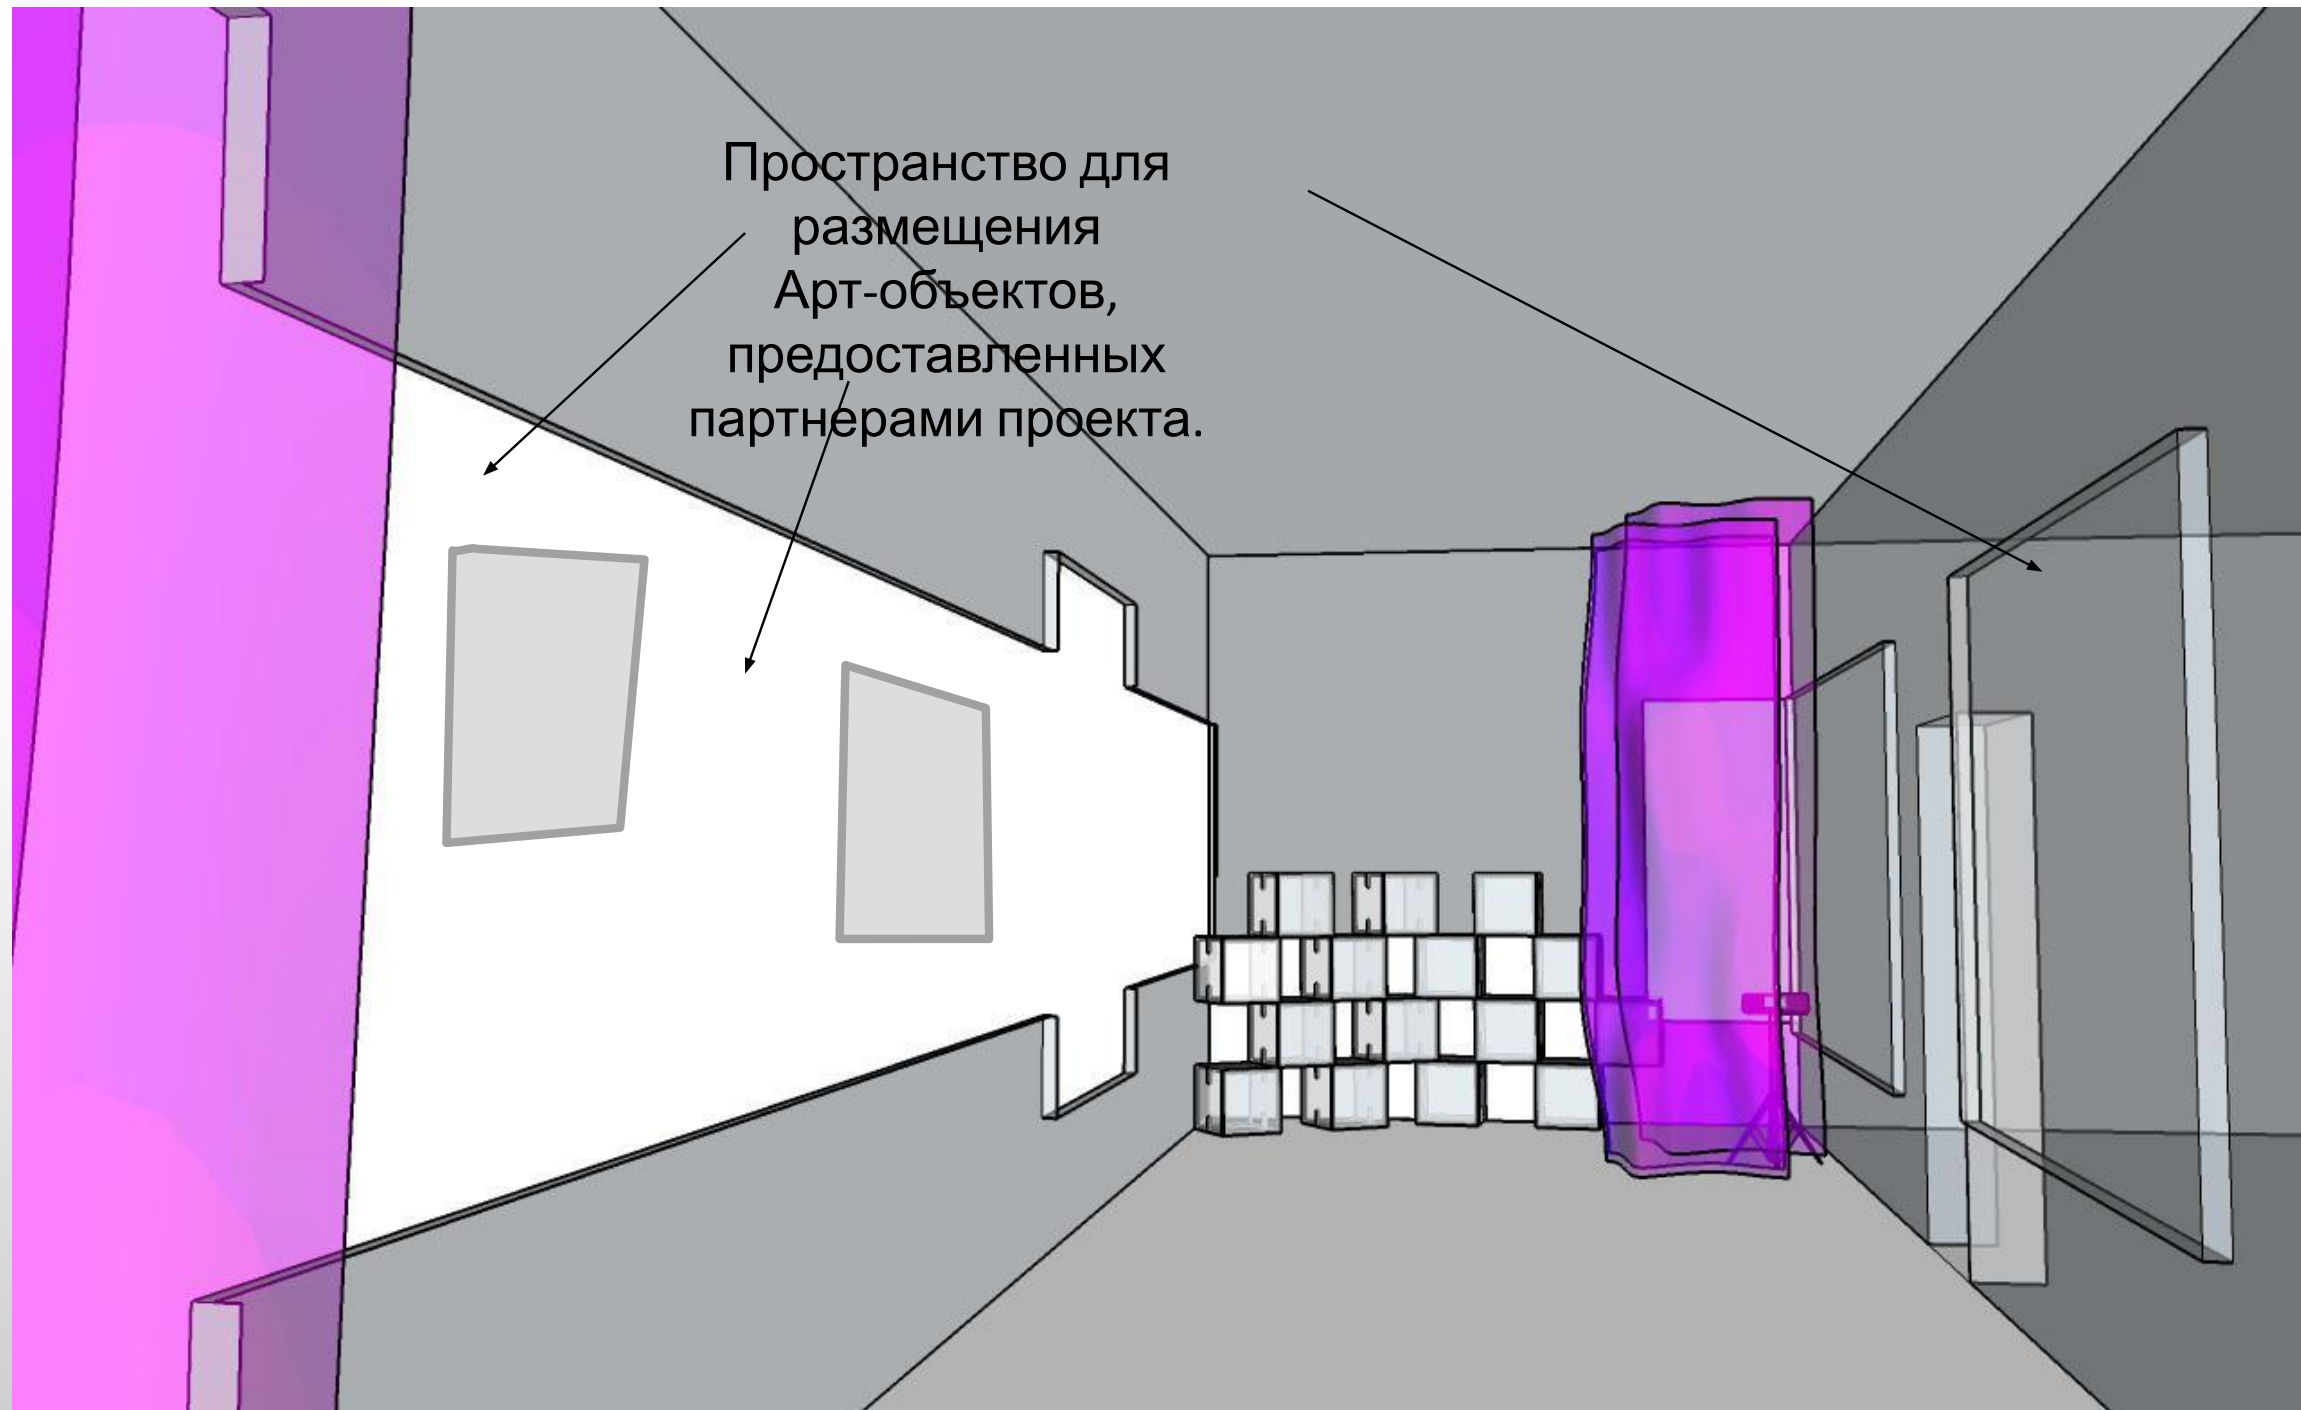 Пространство для
размещения
Арт-объектов,
предоставленных
партнерами проекта.